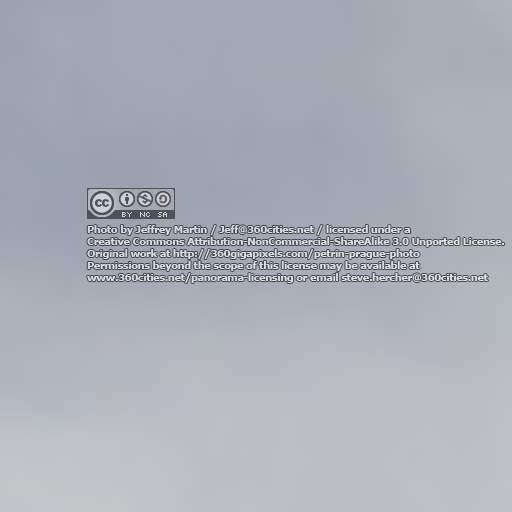 cc BY NC SA
Photo by Jeffrey Martin / Jeff@360cities.net / licensed under a
Creative Commons Attribution-NonCommercial-ShareAlike 3.0 Unported License.
Original work at http://360gigapixels.com/petrin-prague-photo
Permissions beyond the scope of this license may be available at
www.360cities.net/panorama-licensing or email steve.hercher@360cities.net